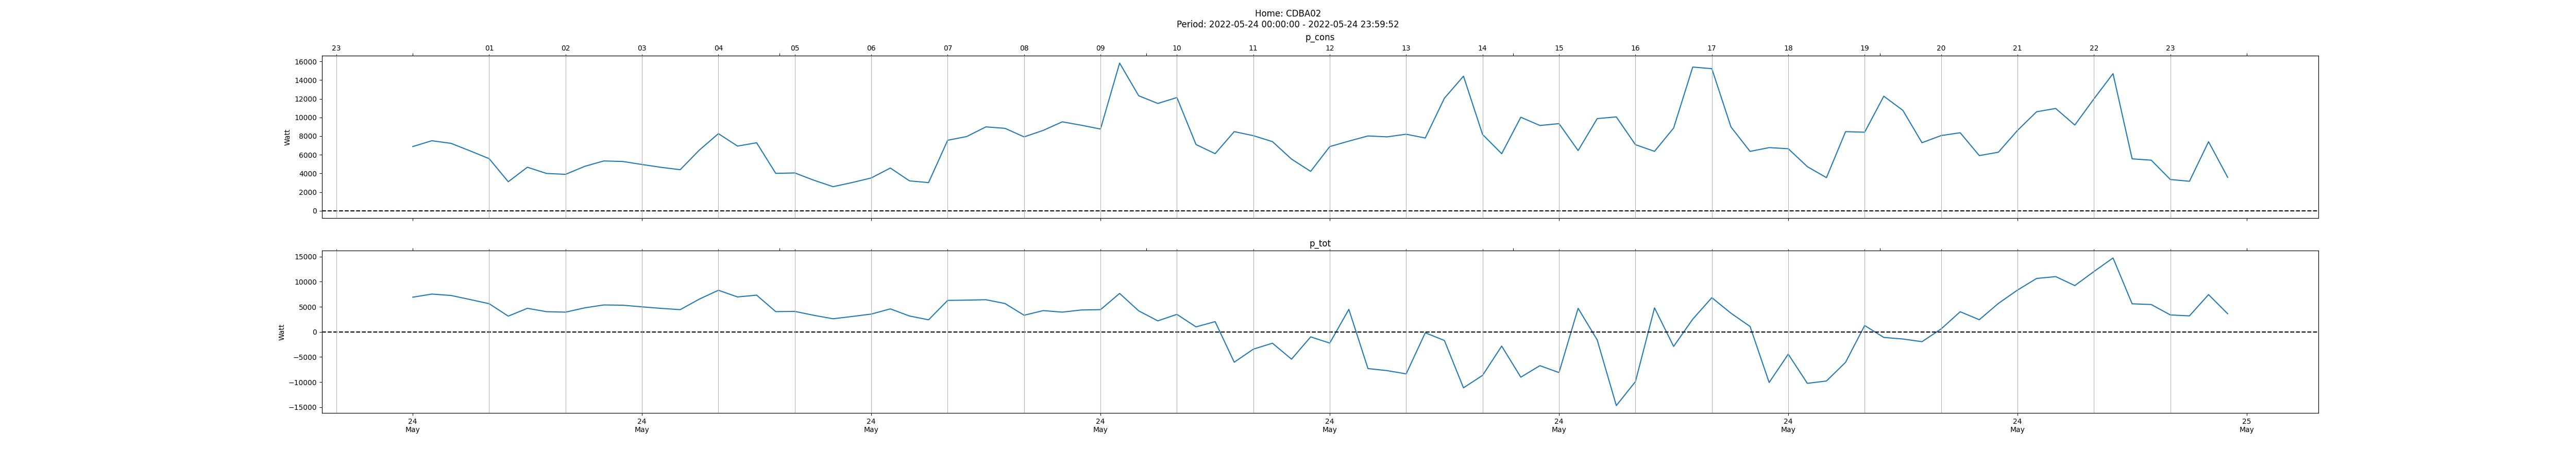 Home: CDBA02
Period: 2022-05-24 00:00:00 - 2022-05-24 23:59:52
p_cons
23 01 02 03 04 05 06 07 08 09 10 11 12 13 14 15 16 17 18 19 20 21 22 23
16000
14000
12000
10000
8000
6000
4000
2000
0
Watt
p_tot
15000
10000
5000
0
−5000
−10000
−15000
Watt
24 24 24 24 24 24 24 24 25
May May May May May May May May May